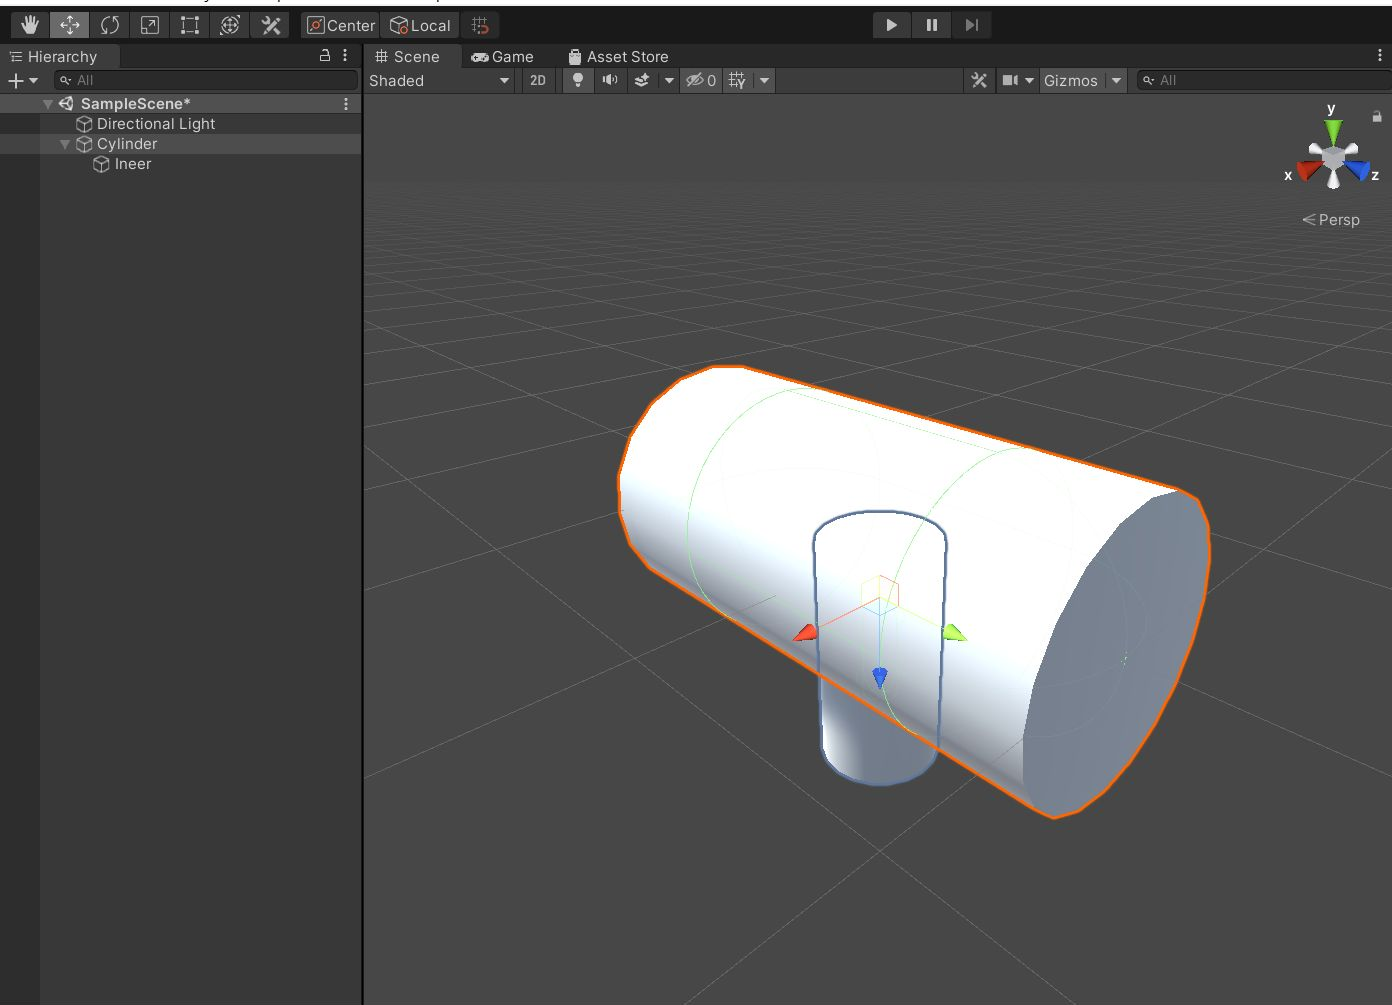 Center
Local
Hierarchy
All
SampleScene*
Directional Light
Cylinder
Ineer
Scene
Game
Asset Store
Shaded
2D
0
Gizmos
All
y
x
z
Persp